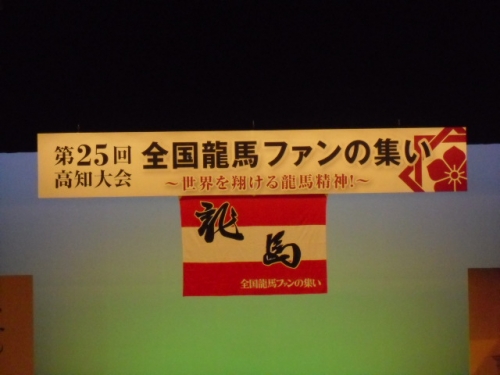 第25回
高知大会
全国龍馬ファンの集い
～世界を翔ける龍馬精神!～
龍馬
全国龍馬ファンの集い